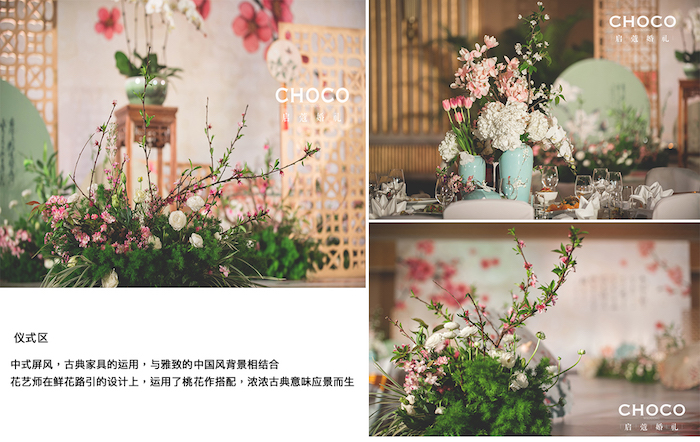 CHOCO
启蔻婚礼
CHOCO
启蔻婚礼
仪式区
中式屏风，古典家具的运用，与雅致的中国风背景相结合
花艺师在鲜花路引的设计上，运用了桃花作搭配，浓浓古典意味应景而生
CHOCO
启蔻婚礼